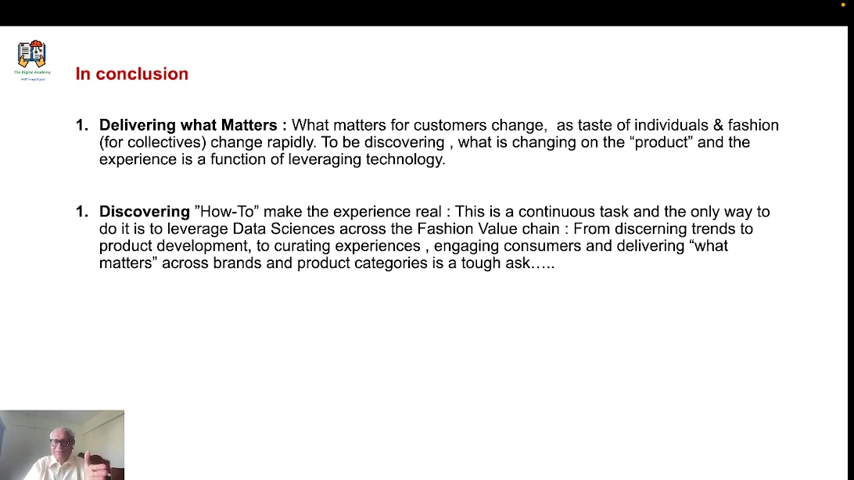 The Digital Academy
In conclusion
1. Delivering what Matters : What matters for customers change, as taste of individuals & fashion
(for collectives) change rapidly. To be discovering , what is changing on the “product” and the
experience is a function of leveraging technology.
1. Discovering ”How-To” make the experience real : This is a continuous task and the only way to
do it is to leverage Data Sciences across the Fashion Value chain : From discerning trends to
product development, to curating experiences , engaging consumers and delivering “what
matters” across brands and product categories is a tough ask…..